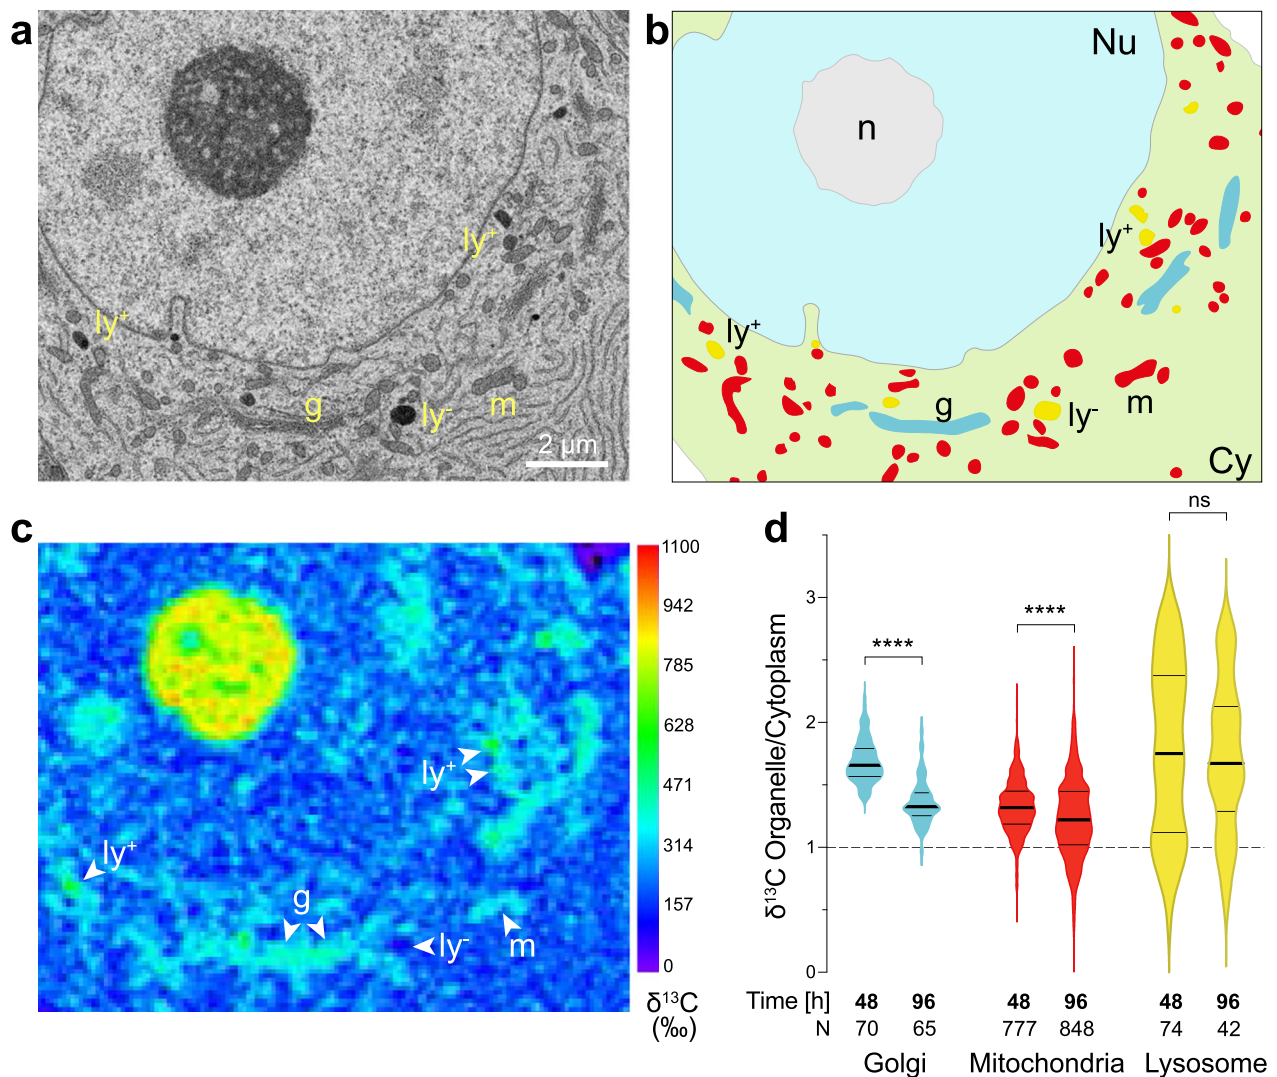 a
ly⁺
ly⁺
g
ly⁻
m
2 µm
b
Nu
n
ly⁺
ly⁺
g
ly⁻
m
Cy
c
1100
942
785
628
471
314
157
0
δ¹³C
(‰)
ly⁺
ly⁺
g
ly⁻
m
d
ns
****
****
3
2
1
0
δ¹³C Organelle/Cytoplasm
Time [h] 48 96 48 96 48 96
N 70 65 777 848 74 42
Golgi Mitochondria Lysosome